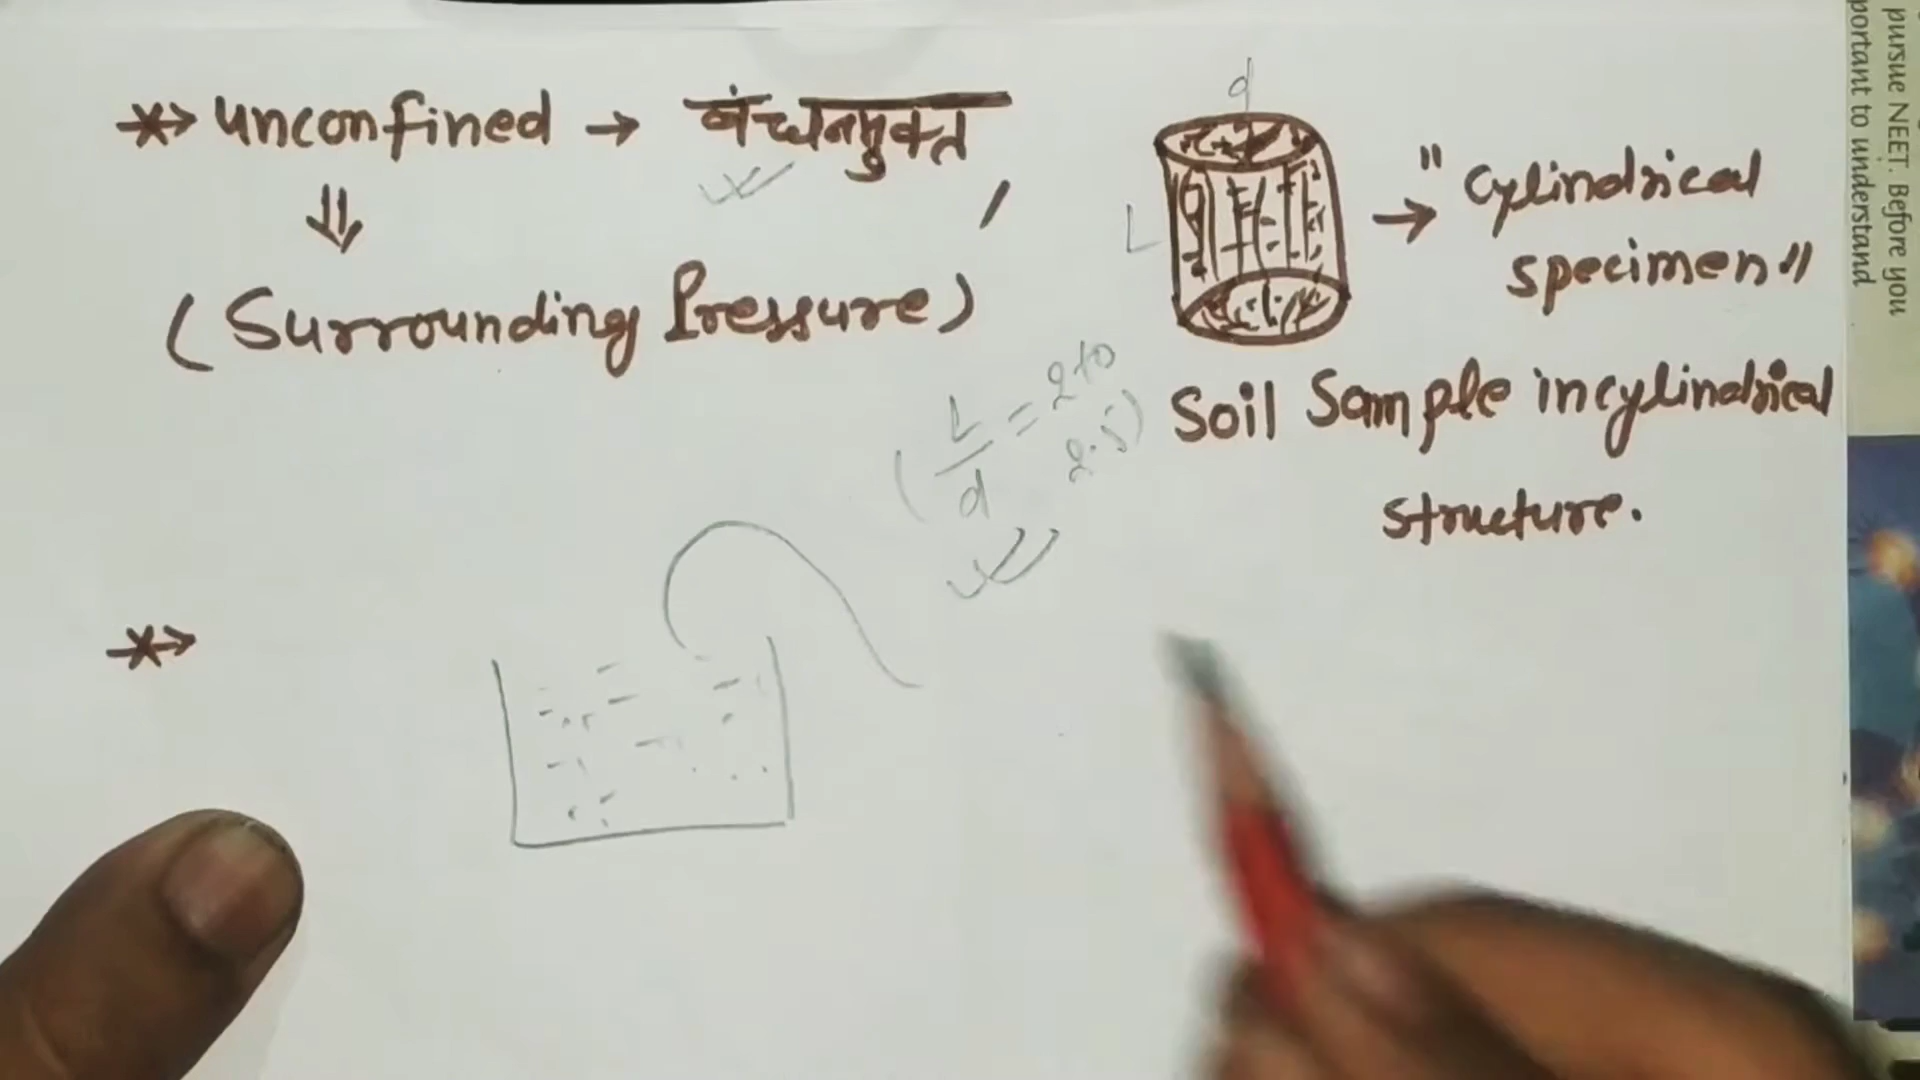 unconfined → बंधनमुक्त
(Surrounding Pressure)
d
L
→ "Cylindrical
specimen"
Soil Sample in cylindrical
structure.
(L/d = 2 to
2.5)
pursue NEET. Before you
portant to understand